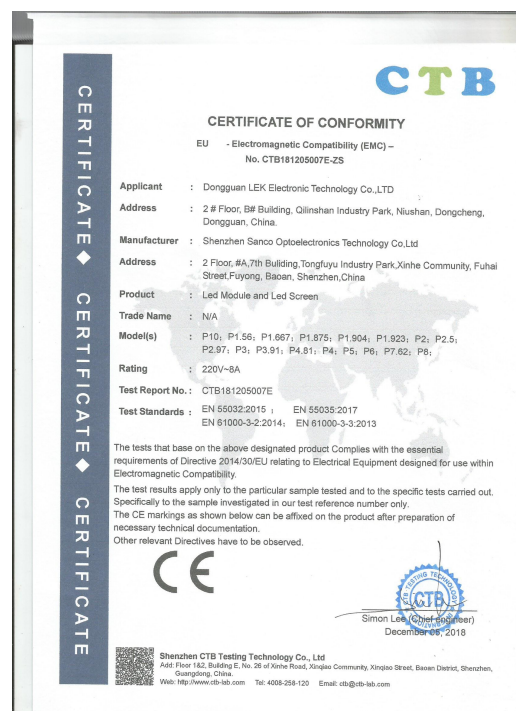 CTB
CERTIFICATE ◆ CERTIFICATE ◆ CERTIFICATE
CERTIFICATE OF CONFORMITY
EU - Electromagnetic Compatibility (EMC) –
No. CTB181205007E-ZS
Applicant : Dongguan LEK Electronic Technology Co.,LTD
Address : 2 # Floor, B# Building, Qilinshan Industry Park, Niushan, Dongcheng,
Dongguan, China.
Manufacturer : Shenzhen Sanco Optoelectronics Technology Co,Ltd
Address : 2 Floor, #A,7th Building,Tongfuyu Industry Park,Xinhe Community, Fuhai
Street,Fuyong, Baoan, Shenzhen,China
Product : Led Module and Led Screen
Trade Name : N/A
Model(s) : P10; P1.56; P1.667; P1.875; P1.904; P1.923; P2; P2.5;
P2.97; P3; P3.91; P4.81; P4; P5; P6; P7.62; P8;
Rating : 220V~8A
Test Report No. : CTB181205007E
Test Standards : EN 55032:2015 ; EN 55035:2017
EN 61000-3-2:2014; EN 61000-3-3:2013
The tests that base on the above designated product Complies with the essential
requirements of Directive 2014/30/EU relating to Electrical Equipment designed for use within
Electromagnetic Compatibility.
The test results apply only to the particular sample tested and to the specific tests carried out.
Specifically to the sample investigated in our test reference number only.
The CE markings as shown below can be affixed on the product after preparation of
necessary technical documentation.
Other relevant Directives have to be observed.
CE
CTB
Simon Lee (Chief engineer)
December 05, 2018
Shenzhen CTB Testing Technology Co., Ltd
Add: Floor 1&2, Building E, No. 26 of Xinhe Road, Xinqiao Community, Xinqiao Street, Baoan District, Shenzhen,
Guangdong, China.
Web: http://www.ctb-lab.com Tel: 4008-258-120 Email: ctb@ctb-lab.com